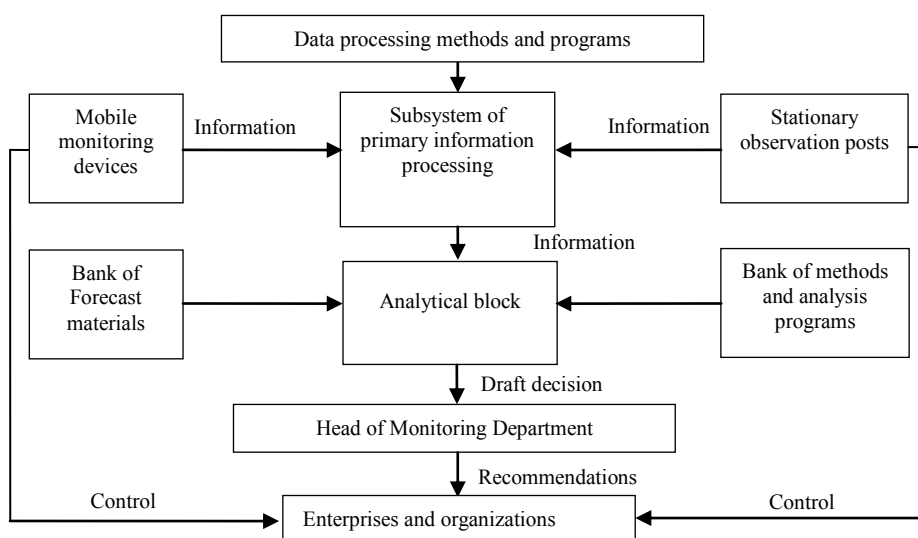 Data processing methods and programs
Mobile
monitoring
devices
Information
Subsystem of
primary information
processing
Information
Stationary
observation posts
Information
Bank of
Forecast
materials
Analytical block
Bank of methods
and analysis
programs
Draft decision
Head of Monitoring Department
Recommendations
Control
Enterprises and organizations
Control